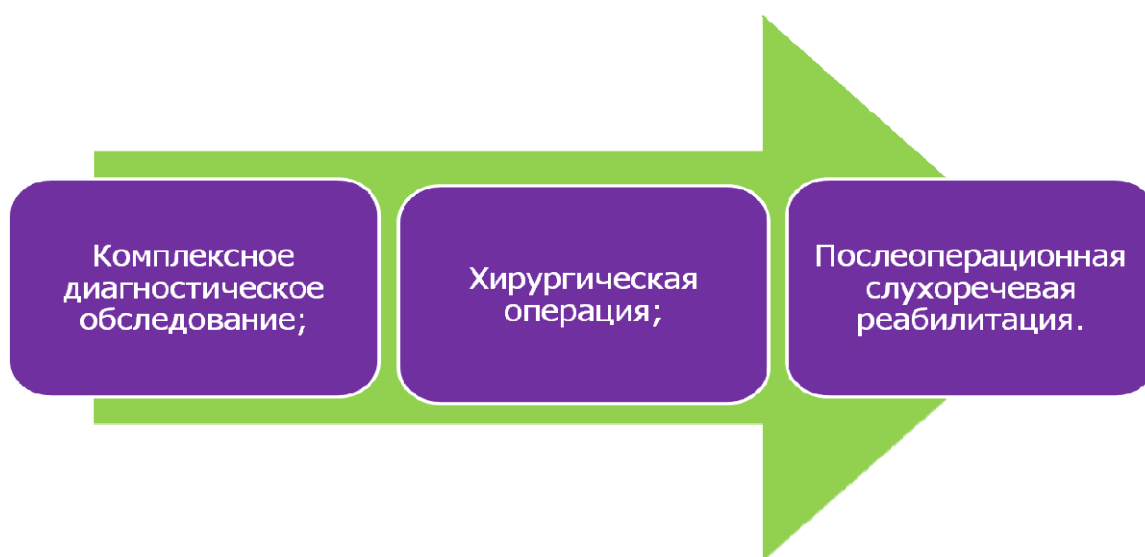 Комплексное
диагностическое
обследование;
Хирургическая
операция;
Послеоперационная
слухоречевая
реабилитация.